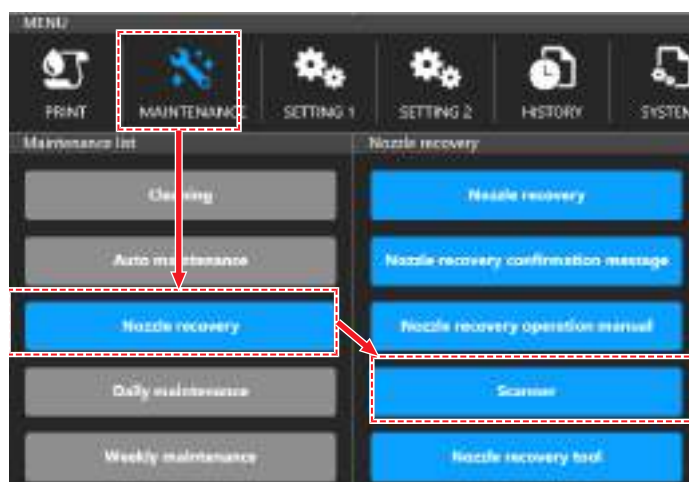 MENU
PRINT
MAINTENANCE
SETTING 1
SETTING 2
HISTORY
SYSTEM
Maintenance list
Nozzle recovery
Cleaning
Nozzle recovery
Auto maintenance
Nozzle recovery confirmation message
Nozzle recovery
Nozzle recovery operation manual
Daily maintenance
Scanner
Weekly maintenance
Nozzle recovery tool